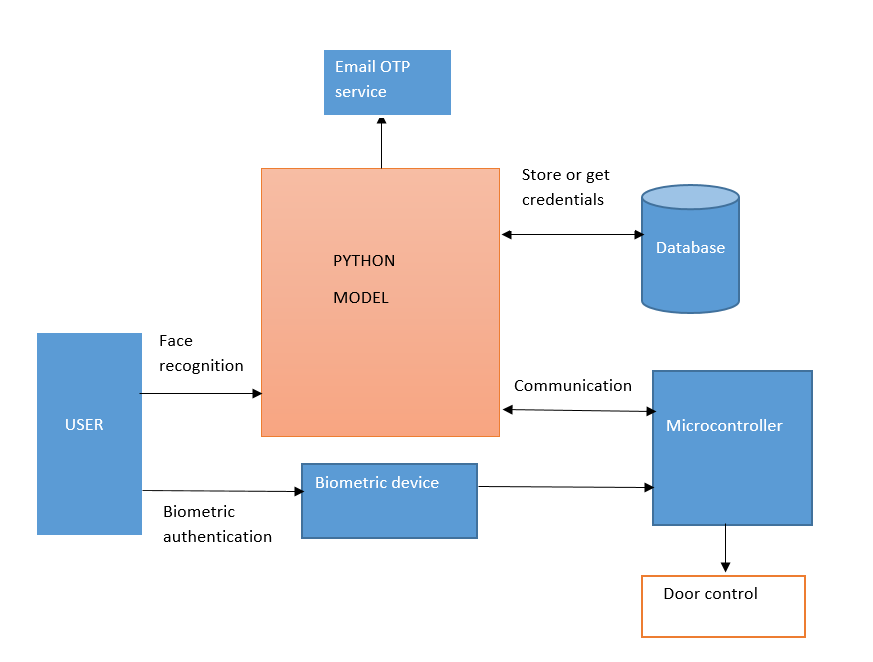 Email OTP
service
Store or get
credentials
Database
PYTHON
MODEL
Face
recognition
USER
Communication
Microcontroller
Biometric device
Biometric
authentication
Door control